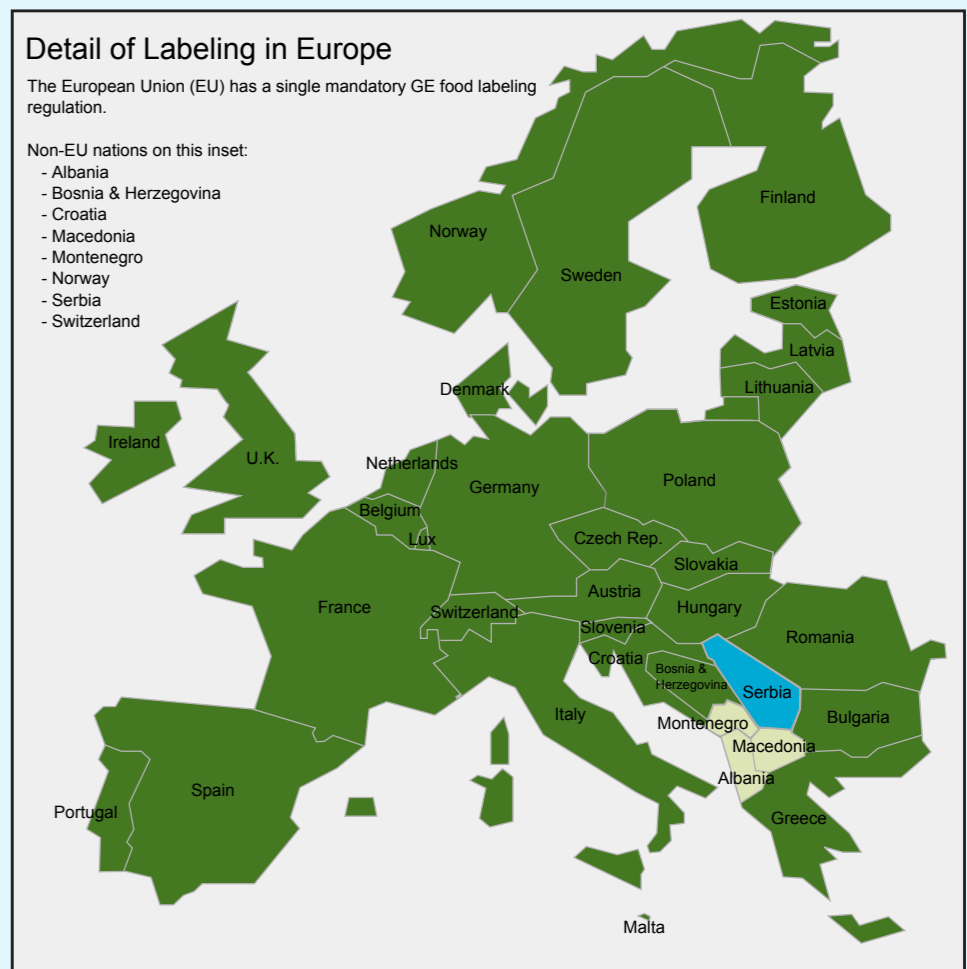 Detail of Labeling in Europe
The European Union (EU) has a single mandatory GE food labeling
regulation.
Non-EU nations on this inset:
- Albania
- Bosnia & Herzegovina
- Croatia
- Macedonia
- Montenegro
- Norway
- Serbia
- Switzerland
Norway
Finland
Sweden
Estonia
Latvia
Denmark
Lithuania
Ireland
U.K.
Netherlands
Germany
Poland
Belgium
Lux
Czech Rep.
Slovakia
Austria
France
Switzerland
Hungary
Slovenia
Romania
Croatia
Bosnia &
Herzegovina
Serbia
Italy
Montenegro
Bulgaria
Macedonia
Albania
Spain
Portugal
Greece
Malta